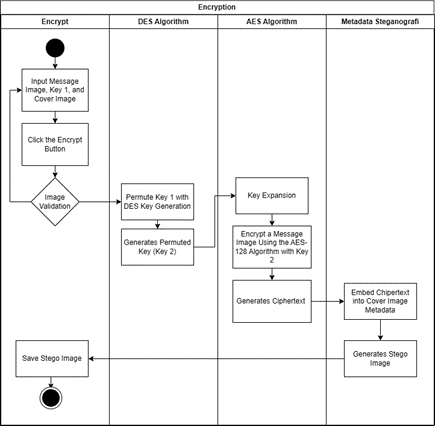 Encryption
Encrypt
DES Algorithm
AES Algorithm
Metadata Steganografi
Input Message
Image, Key 1, and
Cover Image
Click the Encrypt
Button
Image
Validation
Permute Key 1 with
DES Key Generation
Generates Permuted
Key (Key 2)
Key Expansion
Encrypt a Message
Image Using the AES-
128 Algorithm with Key
2
Generates Ciphertext
Embed Chipertext
into Cover Image
Metadata
Generates Stego
Image
Save Stego Image